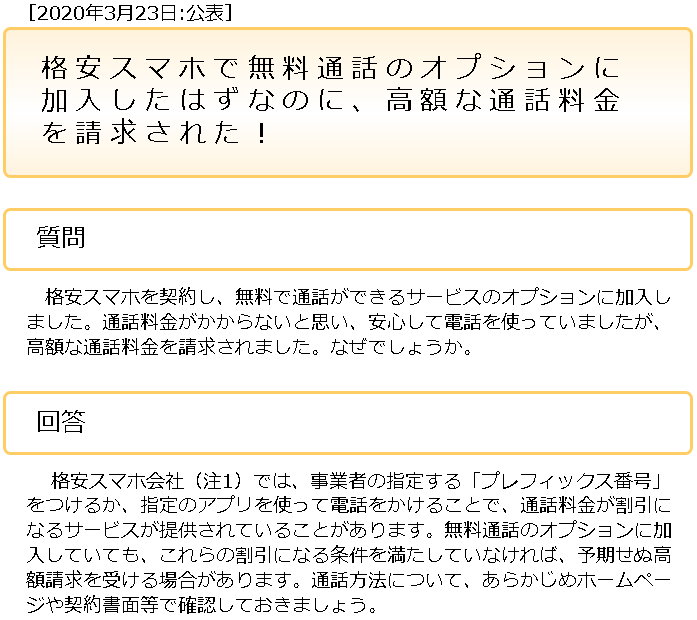 [2020年3月23日:公表]
格安スマホで無料通話のオプションに
加入したはずなのに、高額な通話料金
を請求された！
質問
格安スマホを契約し、無料で通話ができるサービスのオプションに加入し
ました。通話料金がかからないと思い、安心して電話を使っていましたが、
高額な通話料金を請求されました。なぜでしょうか。
回答
格安スマホ会社（注1）では、事業者の指定する「プレフィックス番号」
をつけるか、指定のアプリを使って電話をかけることで、通話料金が割引に
なるサービスが提供されていることがあります。無料通話のオプションに加
入していても、これらの割引になる条件を満たしていなければ、予期せぬ高
額請求を受ける場合があります。通話方法について、あらかじめホームペー
ジや契約書面等で確認しておきましょう。